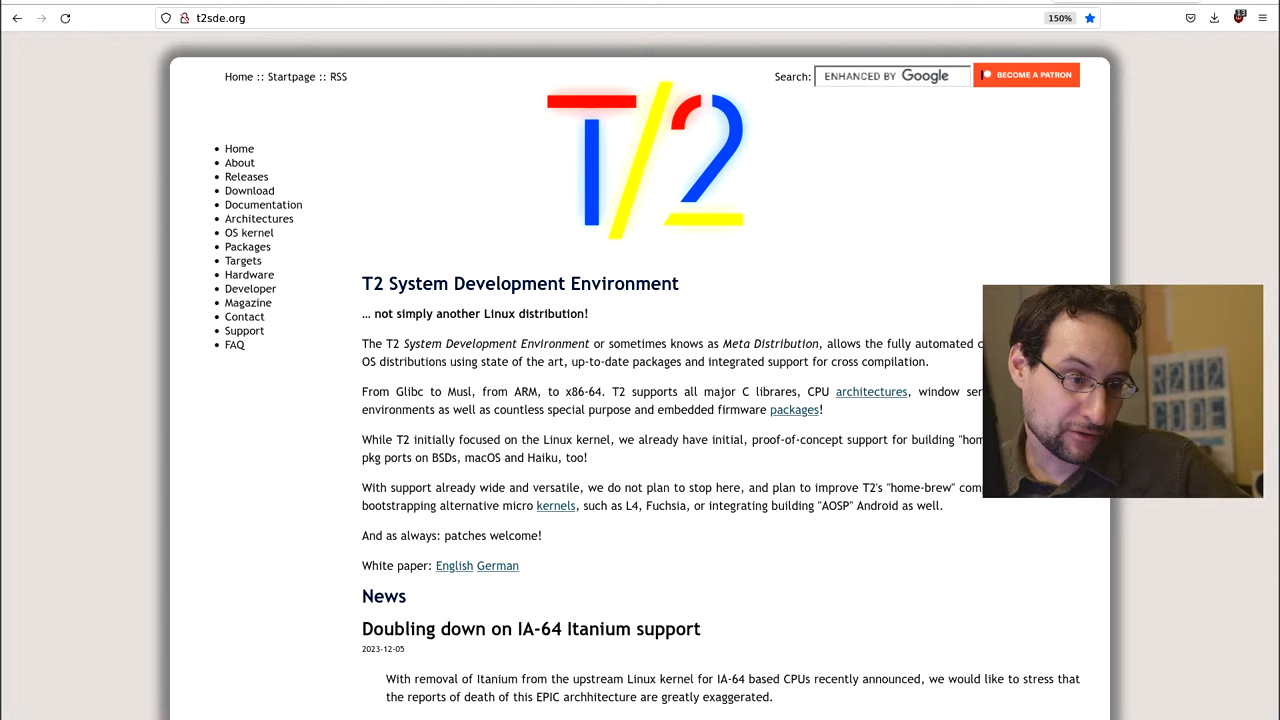 t2sde.org
150%
13
Home :: Startpage :: RSS
Search:
ENHANCED BY Google
BECOME A PATRON
T/2
Home
About
Releases
Download
Documentation
Architectures
OS kernel
Packages
Targets
Hardware
Developer
Magazine
Contact
Support
FAQ
T2 System Development Environment
… not simply another Linux distribution!
The T2 System Development Environment or sometimes known as Meta Distribution, allows the fully automated
OS distributions using state of the art, up-to-date packages and integrated support for cross compilation.
From Glibc to Musl, from ARM, to x86-64. T2 supports all major C librares, CPU architectures, window
environments as well as countless special purpose and embedded firmware packages!
While T2 initially focused on the Linux kernel, we already have initial, proof-of-concept support for building
pkg ports on BSDs, macOS and Haiku, too!
With support already wide and versatile, we do not plan to stop here, and plan to improve T2's "home-brew"
bootstrapping alternative micro kernels, such as L4, Fuchsia, or integrating building "AOSP" Android as well.
And as always: patches welcome!
White paper: English German
News
Doubling down on IA-64 Itanium support
2023-12-05
With removal of Itanium from the upstream Linux kernel for IA-64 based CPUs recently announced, we would like to stress that
the reports of death of this EPIC archhitecture are greatly exaggerated.